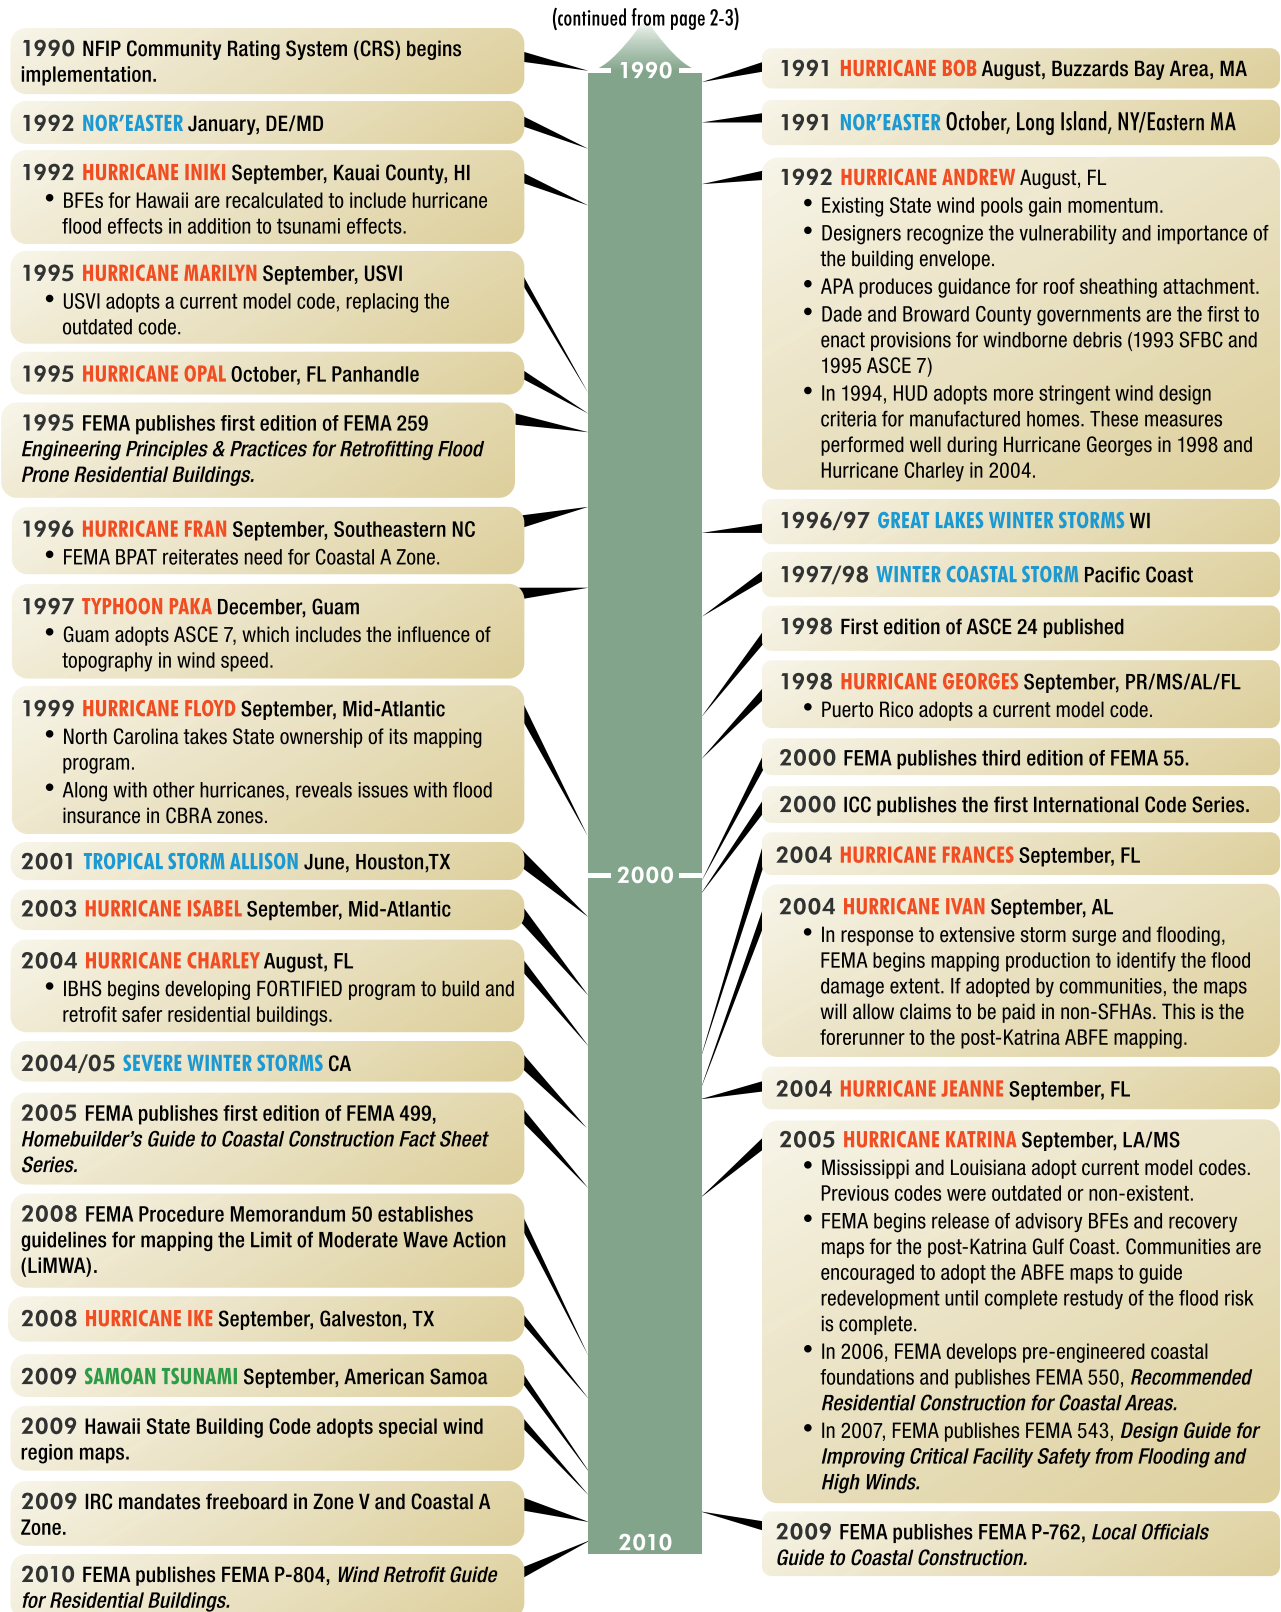 (continued from page 2-3)
1990 NFIP Community Rating System (CRS) begins
implementation.
1992 NOR'EASTER January, DE/MD
1992 HURRICANE INIKI September, Kauai County, HI
• BFEs for Hawaii are recalculated to include hurricane
flood effects in addition to tsunami effects.
1995 HURRICANE MARILYN September, USVI
• USVI adopts a current model code, replacing the
outdated code.
1995 HURRICANE OPAL October, FL Panhandle
1995 FEMA publishes first edition of FEMA 259
Engineering Principles & Practices for Retrofitting Flood
Prone Residential Buildings.
1996 HURRICANE FRAN September, Southeastern NC
• FEMA BPAT reiterates need for Coastal A Zone.
1997 TYPHOON PAKA December, Guam
• Guam adopts ASCE 7, which includes the influence of
topography in wind speed.
1999 HURRICANE FLOYD September, Mid-Atlantic
• North Carolina takes State ownership of its mapping
program.
• Along with other hurricanes, reveals issues with flood
insurance in CBRA zones.
2001 TROPICAL STORM ALLISON June, Houston,TX
2003 HURRICANE ISABEL September, Mid-Atlantic
2004 HURRICANE CHARLEY August, FL
• IBHS begins developing FORTIFIED program to build and
retrofit safer residential buildings.
2004/05 SEVERE WINTER STORMS CA
2005 FEMA publishes first edition of FEMA 499,
Homebuilder's Guide to Coastal Construction Fact Sheet
Series.
2008 FEMA Procedure Memorandum 50 establishes
guidelines for mapping the Limit of Moderate Wave Action
(LiMWA).
2008 HURRICANE IKE September, Galveston, TX
2009 SAMOAN TSUNAMI September, American Samoa
2009 Hawaii State Building Code adopts special wind
region maps.
2009 IRC mandates freeboard in Zone V and Coastal A
Zone.
2010 FEMA publishes FEMA P-804, Wind Retrofit Guide
for Residential Buildings.
1990
2000
2010
1991 HURRICANE BOB August, Buzzards Bay Area, MA
1991 NOR'EASTER October, Long Island, NY/Eastern MA
1992 HURRICANE ANDREW August, FL
• Existing State wind pools gain momentum.
• Designers recognize the vulnerability and importance of
the building envelope.
• APA produces guidance for roof sheathing attachment.
• Dade and Broward County governments are the first to
enact provisions for windborne debris (1993 SFBC and
1995 ASCE 7)
• In 1994, HUD adopts more stringent wind design
criteria for manufactured homes. These measures
performed well during Hurricane Georges in 1998 and
Hurricane Charley in 2004.
1996/97 GREAT LAKES WINTER STORMS WI
1997/98 WINTER COASTAL STORM Pacific Coast
1998 First edition of ASCE 24 published
1998 HURRICANE GEORGES September, PR/MS/AL/FL
• Puerto Rico adopts a current model code.
2000 FEMA publishes third edition of FEMA 55.
2000 ICC publishes the first International Code Series.
2004 HURRICANE FRANCES September, FL
2004 HURRICANE IVAN September, AL
• In response to extensive storm surge and flooding,
FEMA begins mapping production to identify the flood
damage extent. If adopted by communities, the maps
will allow claims to be paid in non-SFHAs. This is the
forerunner to the post-Katrina ABFE mapping.
2004 HURRICANE JEANNE September, FL
2005 HURRICANE KATRINA September, LA/MS
• Mississippi and Louisiana adopt current model codes.
Previous codes were outdated or non-existent.
• FEMA begins release of advisory BFEs and recovery
maps for the post-Katrina Gulf Coast. Communities are
encouraged to adopt the ABFE maps to guide
redevelopment until complete restudy of the flood risk
is complete.
• In 2006, FEMA develops pre-engineered coastal
foundations and publishes FEMA 550, Recommended
Residential Construction for Coastal Areas.
• In 2007, FEMA publishes FEMA 543, Design Guide for
Improving Critical Facility Safety from Flooding and
High Winds.
2009 FEMA publishes FEMA P-762, Local Officials
Guide to Coastal Construction.